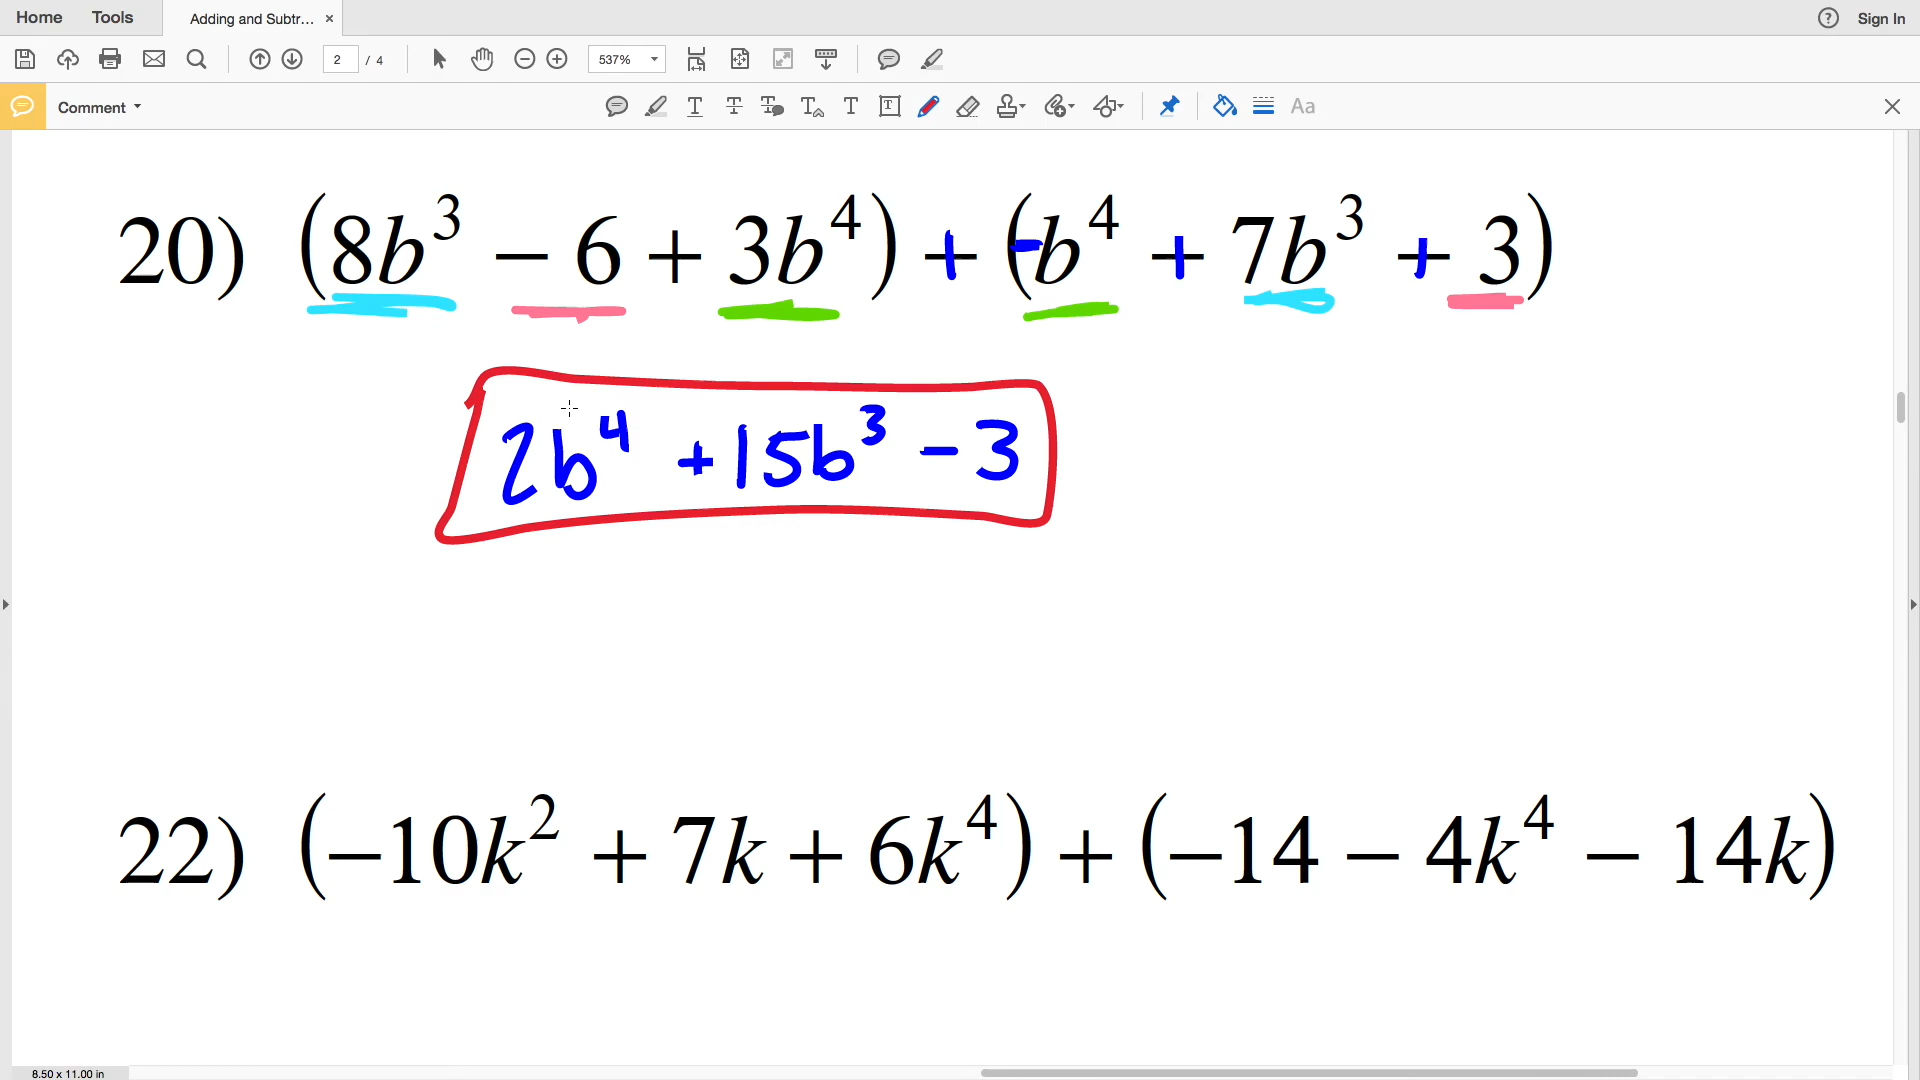 Home Tools Adding and Subtr... × ? Sign In
2 / 4 537%
Comment T T T T T T Aa
20) (8b³ − 6 + 3b⁴) + (-b⁴ + 7b³ + 3)
2b⁴ +15b³ -3
22) (−10k² + 7k + 6k⁴) + (−14 − 4k⁴ − 14k)
8.50 x 11.00 in